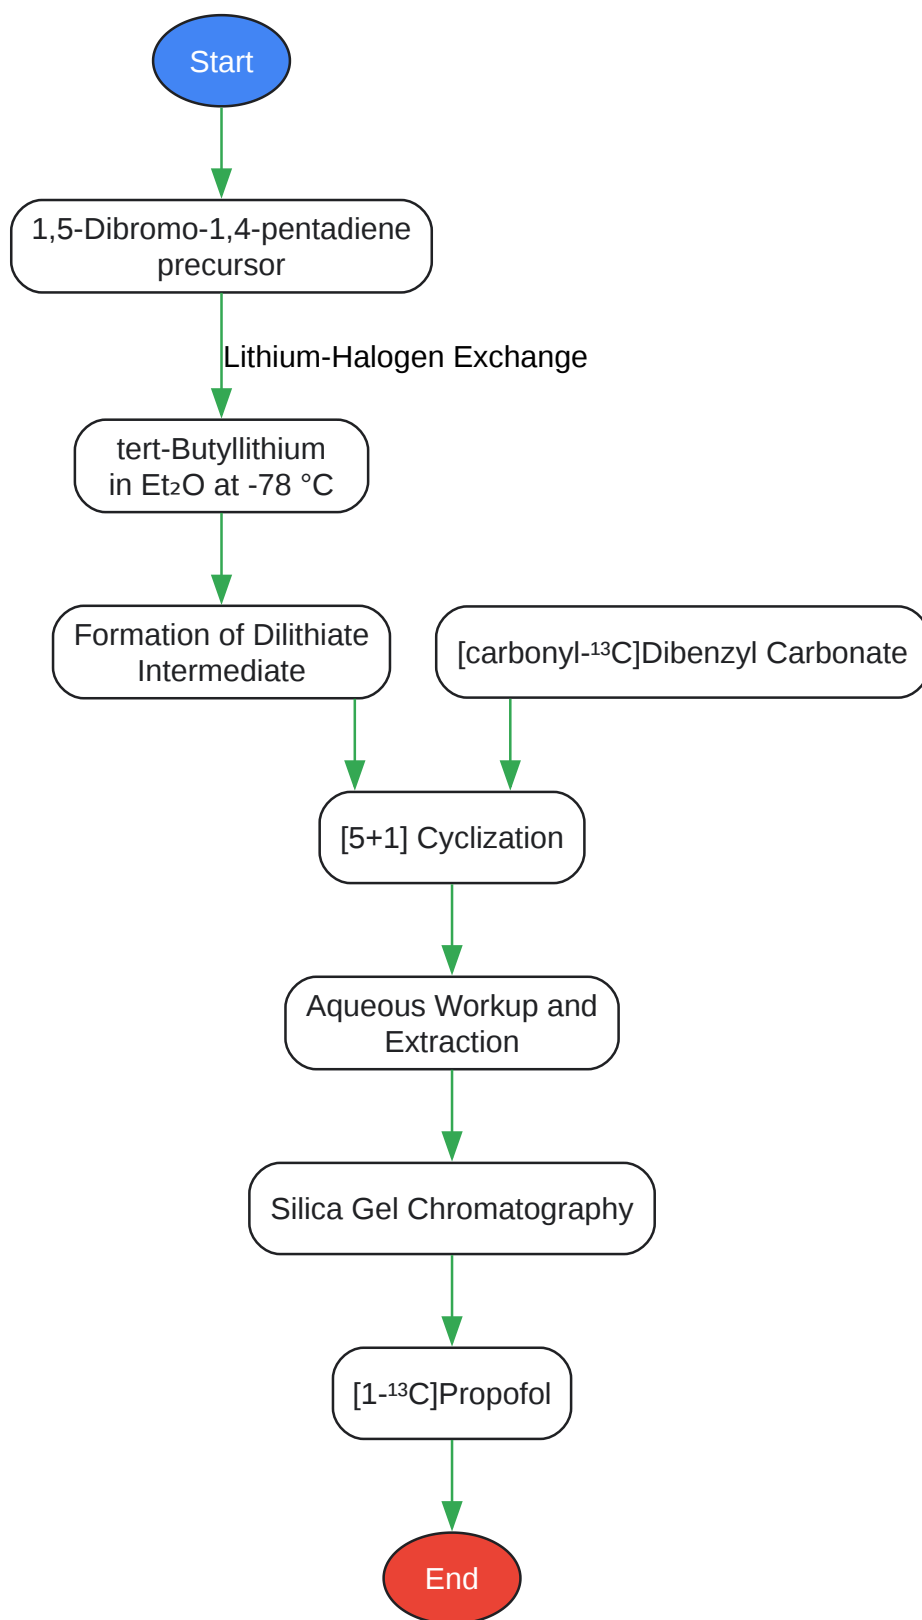 Start
1,5-Dibromo-1,4-pentadiene
precursor
Lithium-Halogen Exchange
tert-Butyllithium
in Et₂O at -78 °C
Formation of Dilithiate
Intermediate
[carbonyl-¹³C]Dibenzyl Carbonate
[5+1] Cyclization
Aqueous Workup and
Extraction
Silica Gel Chromatography
[1-¹³C]Propofol
End